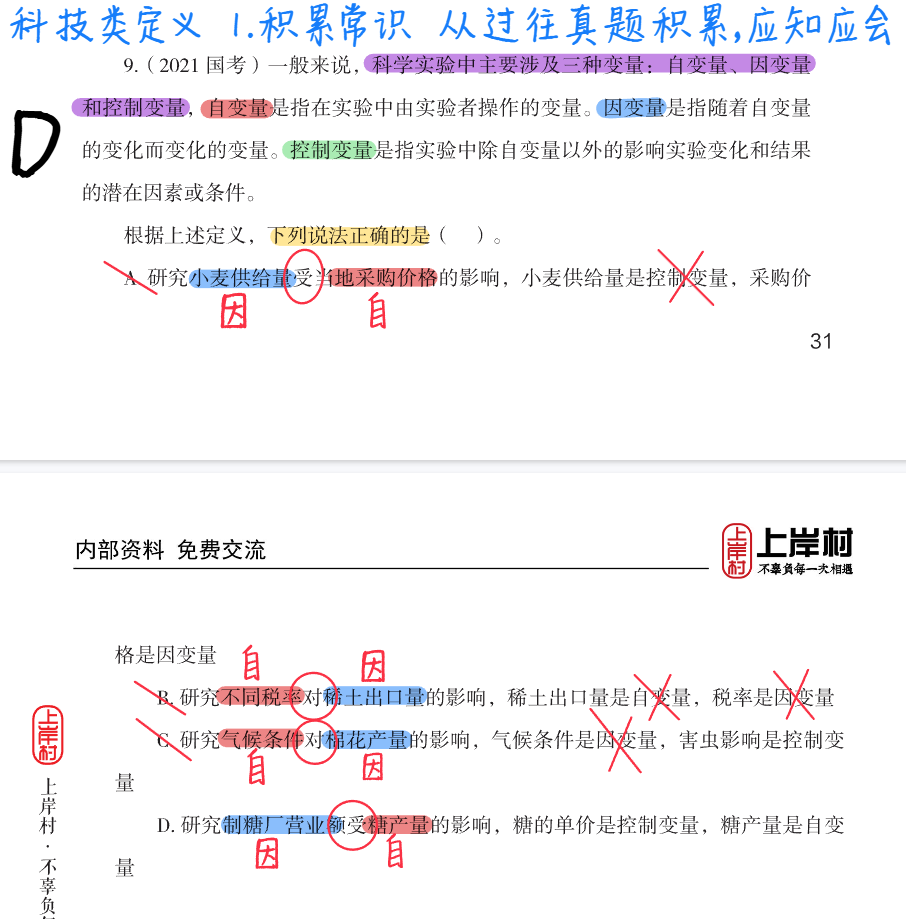 科技类定义 1.积累常识 从过往真题积累,应知应会
9.（2021 国考）一般来说，科学实验中主要涉及三种变量：自变量、因变量
和控制变量，自变量是指在实验中由实验者操作的变量。因变量是指随着自变量
D
的变化而变化的变量。控制变量是指实验中除自变量以外的影响实验变化和结果
的潜在因素或条件。
根据上述定义，下列说法正确的是（ ）。
A. 研究小麦供给量受当地采购价格的影响，小麦供给量是控制变量，采购价
因 自
31
内部资料 免费交流
上岸村 上岸村
不辜负每一次相遇
格是因变量
自 因
B. 研究不同税率对稀土出口量的影响，稀土出口量是自变量，税率是因变量
C. 研究气候条件对棉花产量的影响，气候条件是因变量，害虫影响是控制变
自 因
量
D. 研究制糖厂营业额受糖产量的影响，糖的单价是控制变量，糖产量是自变
因 自
量
上岸村
上岸村·不辜负